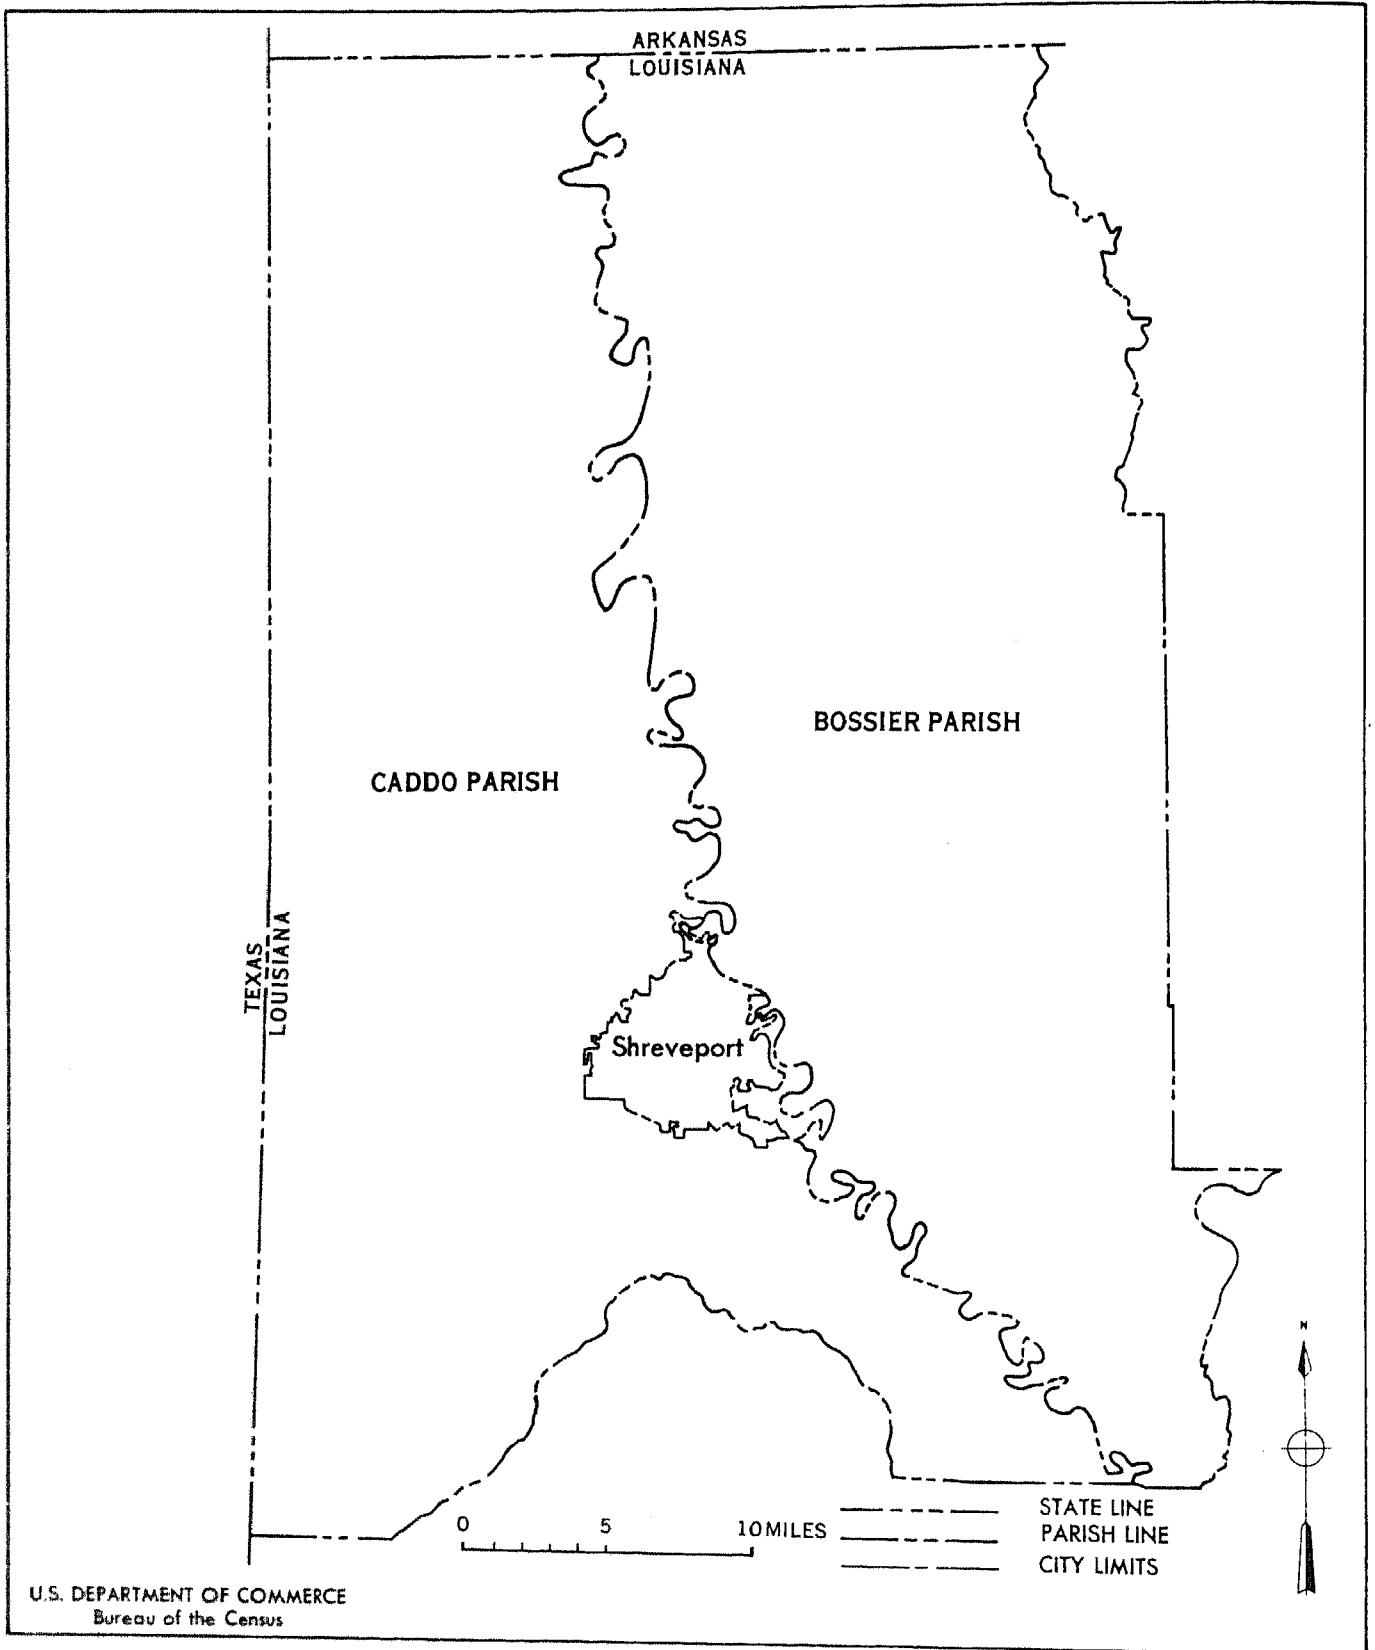 ARKANSAS
LOUISIANA
BOSSIER PARISH
CADDO PARISH
TEXAS
LOUISIANA
Shreveport
N
0 5 10 MILES
STATE LINE
PARISH LINE
CITY LIMITS
U.S. DEPARTMENT OF COMMERCE
Bureau of the Census